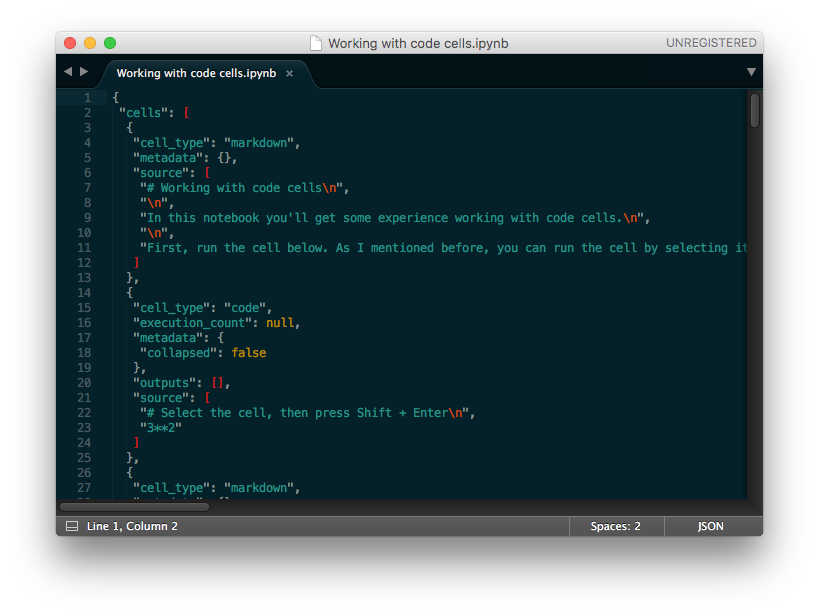 Working with code cells.ipynb
UNREGISTERED
Working with code cells.ipynb ×
1 {
2 "cells": [
3 {
4 "cell_type": "markdown",
5 "metadata": {},
6 "source": [
7 "# Working with code cells\n",
8 "\n",
9 "In this notebook you'll get some experience working with code cells.\n",
10 "\n",
11 "First, run the cell below. As I mentioned before, you can run the cell by selecting it
12 ]
13 },
14 {
15 "cell_type": "code",
16 "execution_count": null,
17 "metadata": {
18 "collapsed": false
19 },
20 "outputs": [],
21 "source": [
22 "# Select the cell, then press Shift + Enter\n",
23 "3**2"
24 ]
25 },
26 {
27 "cell_type": "markdown",
Line 1, Column 2
Spaces: 2
JSON